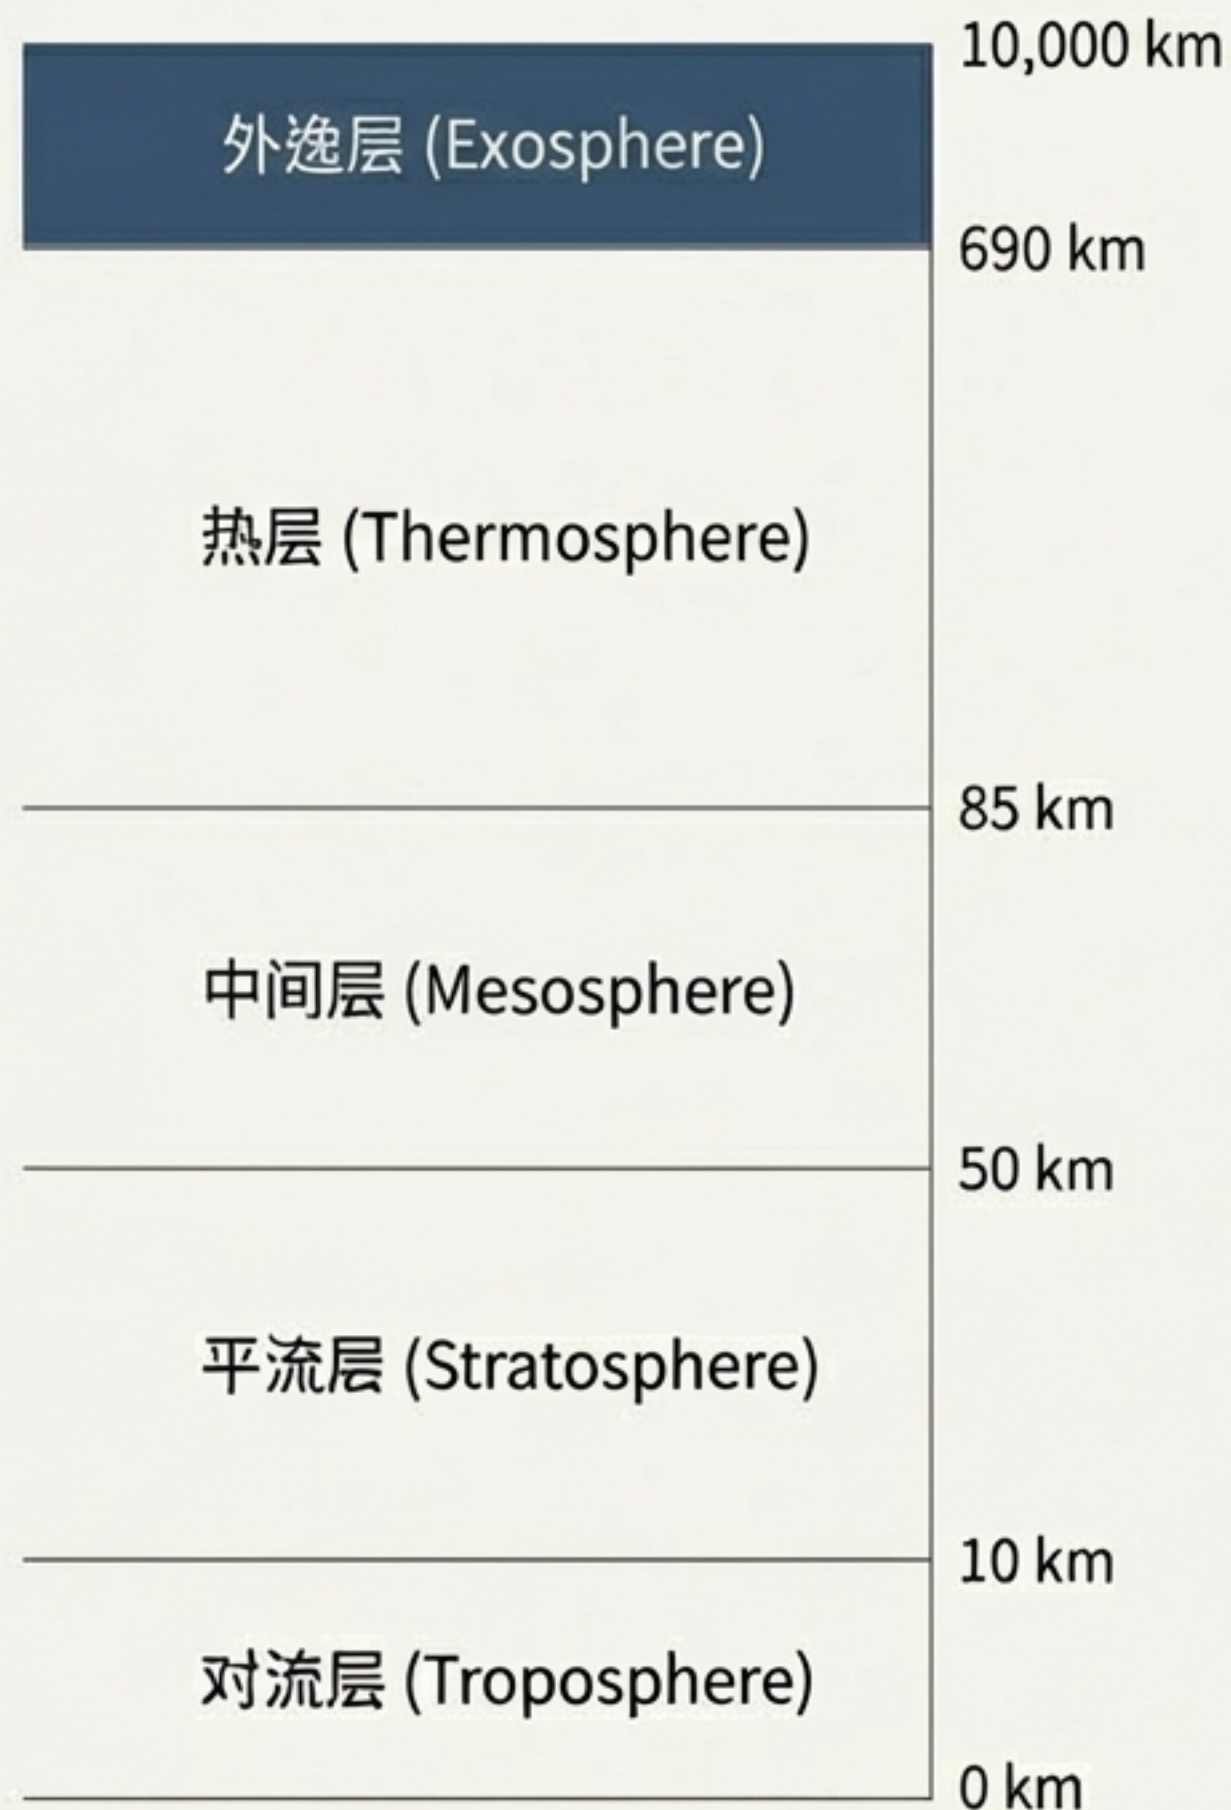 10,000 km
外逸层 (Exosphere)
690 km
热层 (Thermosphere)
85 km
中间层 (Mesosphere)
50 km
平流层 (Stratosphere)
10 km
对流层 (Troposphere)
0 km